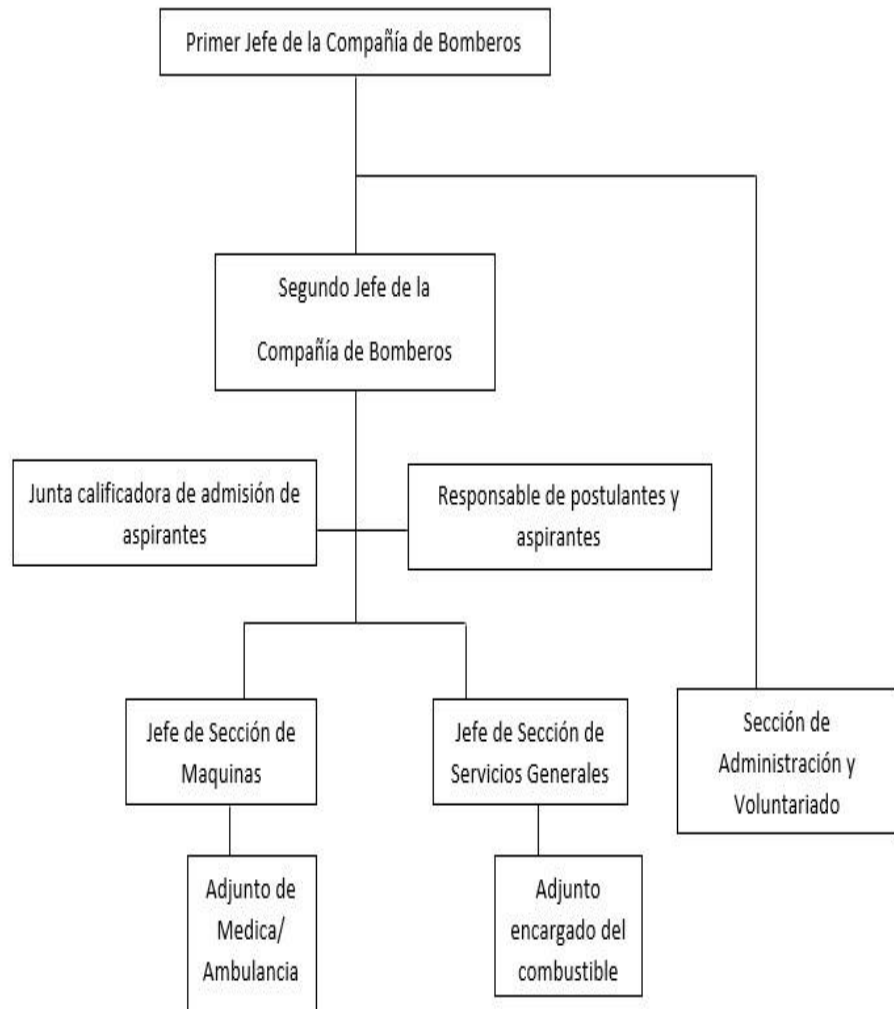 Primer Jefe de la Compañía de Bomberos
Segundo Jefe de la
Compañía de Bomberos
Junta calificadora de admisión de
aspirantes
Responsable de postulantes y
aspirantes
Jefe de Sección de
Maquinas
Jefe de Sección de
Servicios Generales
Sección de
Administración y
Voluntariado
Adjunto de
Medica/
Ambulancia
Adjunto
encargado del
combustible